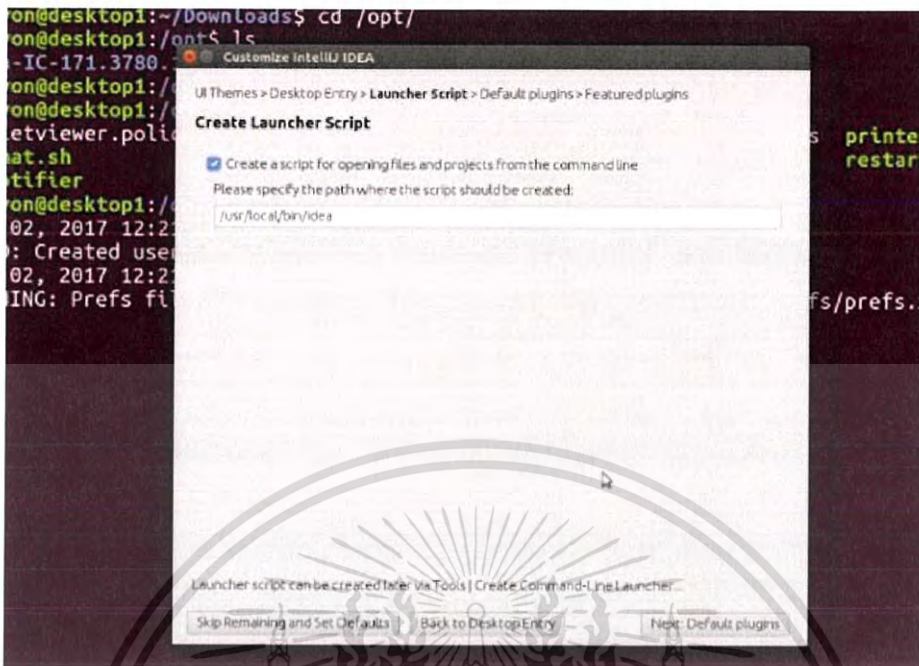 on@desktop1:~/Downloads$ cd /opt/
on@desktop1:/opt$ ls
-IC-171.3780.
Customize IntelliJ IDEA
on@desktop1:/
UI Themes > Desktop Entry > Launcher Script > Default plugins > Featured plugins
on@desktop1:/
Create Launcher Script
etviewer.polic
s printe
at.sh
restar
Create a script for opening files and projects from the command line
tifier
Please specify the path where the script should be created:
on@desktop1:/
/usr/local/bin/idea
02, 2017 12:2
: Created use
02, 2017 12:2
ING: Prefs fi
fs/prefs.
Launcher script can be created later via Tools | Create Command-Line Launcher...
Skip Remaining and Set Defaults
Back to Desktop Entry
Next: Default plugins